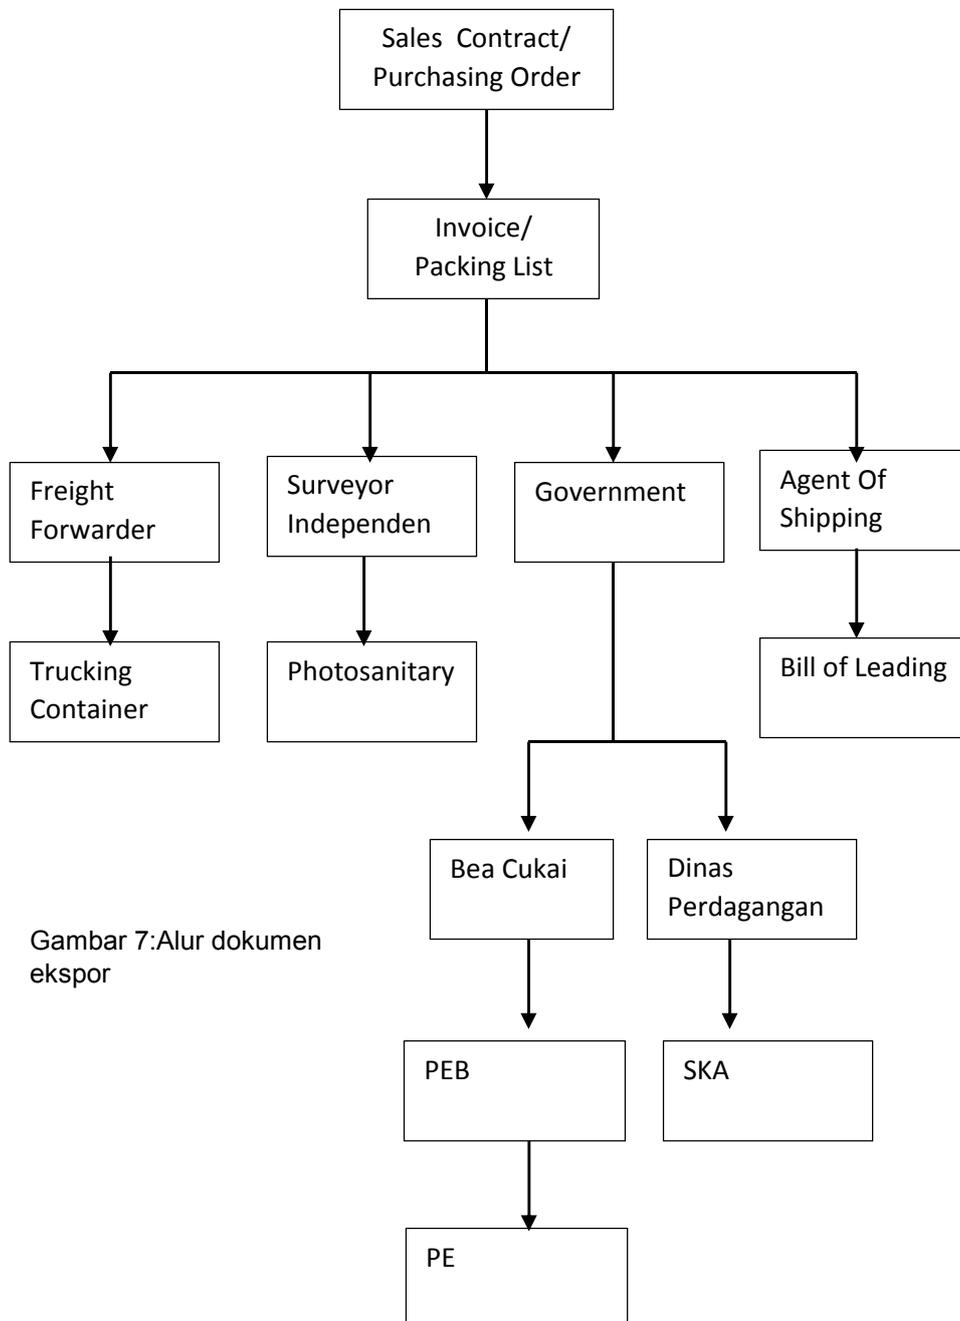 Sales Contract/
Purchasing Order
Invoice/
Packing List
Freight
Forwarder
Surveyor
Independen
Government
Agent Of
Shipping
Trucking
Container
Photosanitary
Bill of Leading
Bea Cukai
Dinas
Perdagangan
Gambar 7:Alur dokumen
ekspor
PEB
SKA
PE